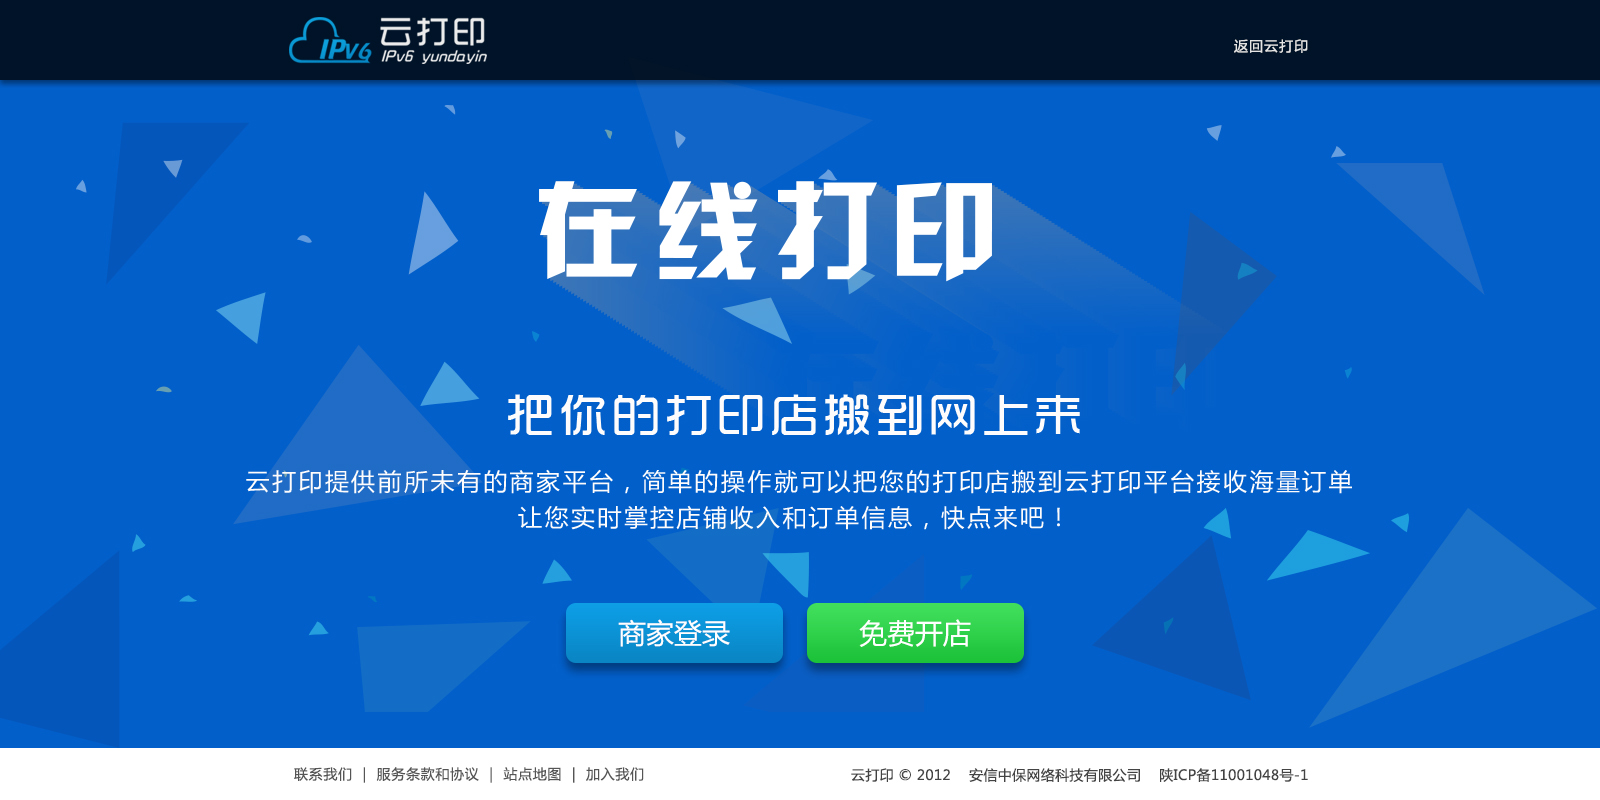 IPv6
云打印
IPv6 yundayin
返回云打印
在线打印
把你的打印店搬到网上来
云打印提供前所未有的商家平台，简单的操作就可以把您的打印店搬到云打印平台接收海量订单
让您实时掌控店铺收入和订单信息，快点来吧！
商家登录
免费开店
联系我们 | 服务条款和协议 | 站点地图 | 加入我们
云打印 © 2012 安信中保网络科技有限公司 陕ICP备11001048号-1